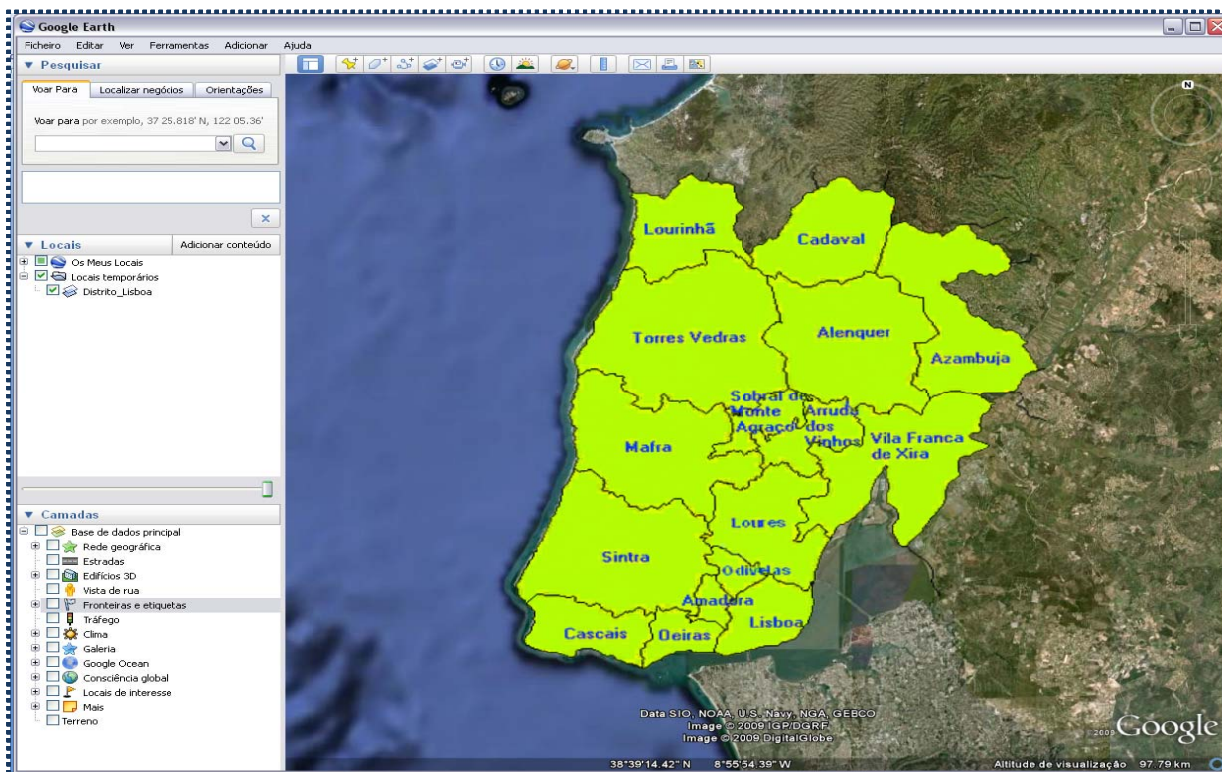 Google Earth
Ficheiro Editar Ver Ferramentas Adicionar Ajuda
Pesquisar
Voar Para Localizar negócios Orientações
Voar para por exemplo, 37 25.818' N, 122 05.36'
Locais Adicionar conteúdo
Os Meus Locais
Locais temporários
Distrito_Lisboa
Camadas
Base de dados principal
Rede geográfica
Estradas
Edifícios 3D
Vista de rua
Fronteiras e etiquetas
Tráfego
Clima
Galeria
Google Ocean
Consciência global
Locais de interesse
Mais
Terreno
N
Lourinhã
Cadaval
Torres Vedras
Alenquer
Azambuja
Sobral de
Monte
Agraço
Arruda
dos
Vinhos
Mafra
Vila Franca
de Xira
Loures
Sintra
Odivelas
Amadora
Cascais
Oeiras
Lisboa
Data SIO, NOAA, U.S. Navy, NGA, GEBCO
Image © 2009 IGP/DGRF
Image © 2009 DigitalGlobe
©2009 Google
38°39'14.42" N 8°55'54.39" W
Altitude de visualização 97.79 km